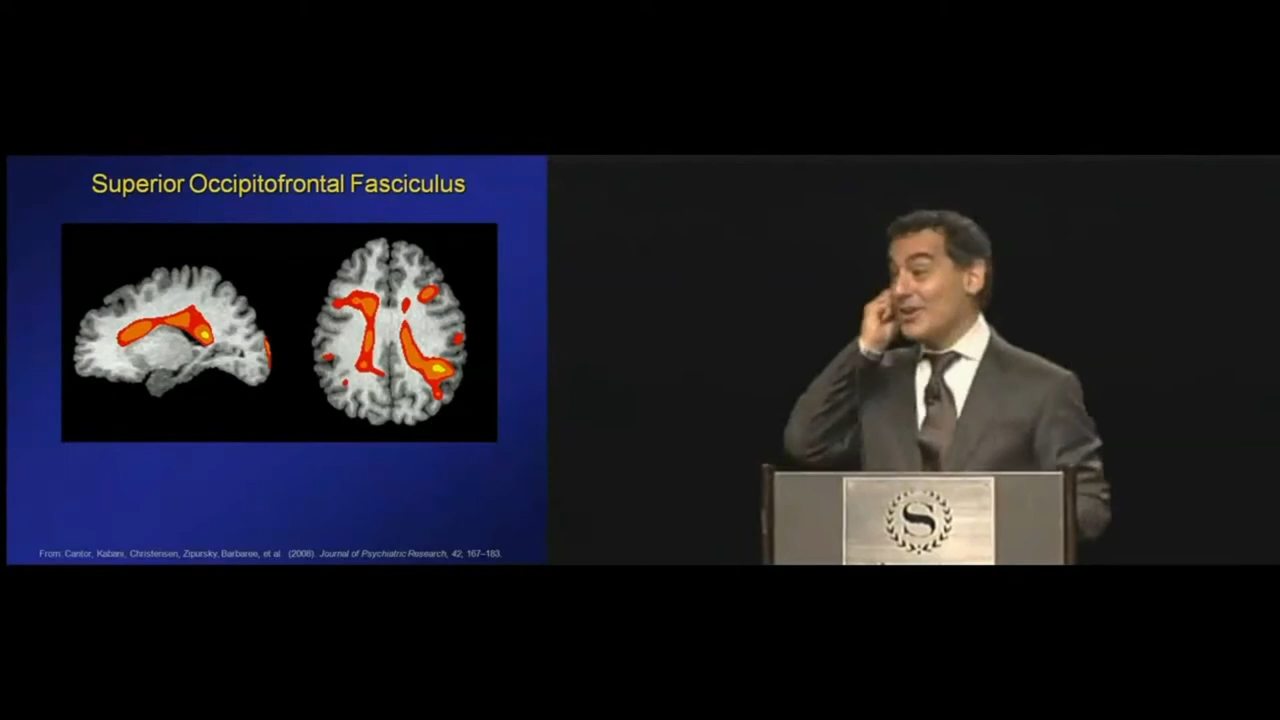 Superior Occipitofrontal Fasciculus
From: Cantor, Kabani, Christensen, Zipursky, Barbaree, et al. (2008). Journal of Psychiatric Research, 42, 167–183.
S